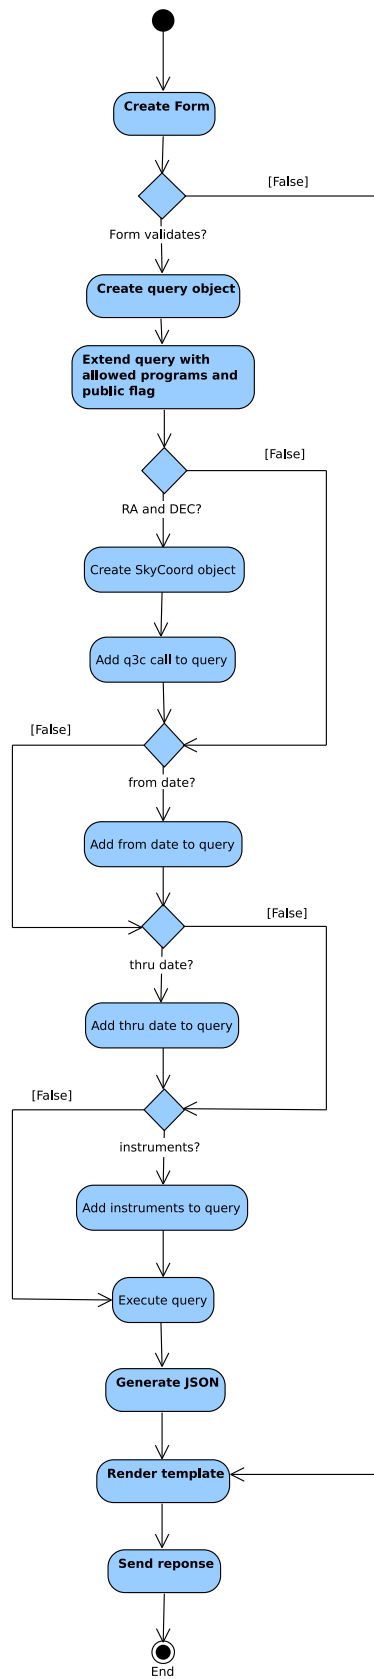 Create Form
[False]
Form validates?
Create query object
Extend query with
allowed programs and
public flag
[False]
RA and DEC?
Create SkyCoord object
Add q3c call to query
[False]
from date?
Add from date to query
[False]
thru date?
Add thru date to query
[False]
instruments?
Add instruments to query
Execute query
Generate JSON
Render template
Send reponse
End